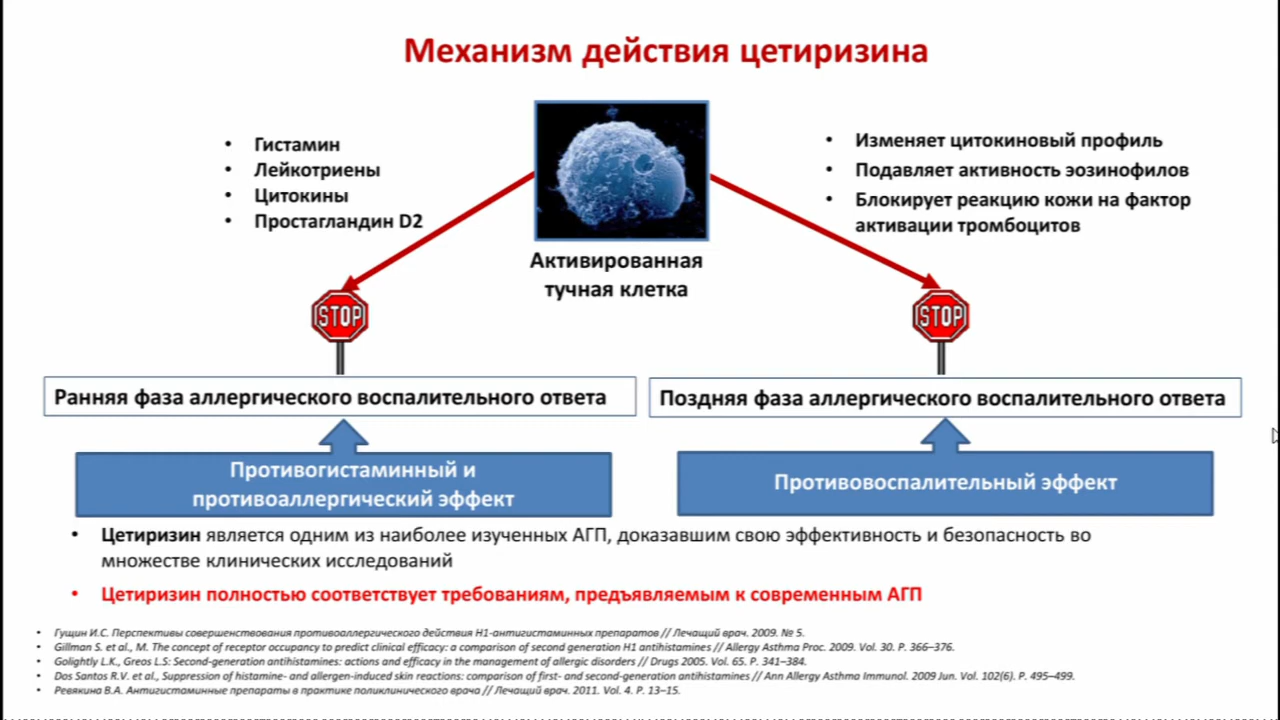 Механизм действия цетиризина
• Гистамин
• Лейкотриены
• Цитокины
• Простагландин D2
• Изменяет цитокиновый профиль
• Подавляет активность эозинофилов
• Блокирует реакцию кожи на фактор
активации тромбоцитов
Активированная
тучная клетка
STOP
STOP
Ранняя фаза аллергического воспалительного ответа
Поздняя фаза аллергического воспалительного ответа
Противогистаминный и
противоаллергический эффект
Противовоспалительный эффект
• Цетиризин является одним из наиболее изученных АГП, доказавшим свою эффективность и безопасность во
множестве клинических исследований
• Цетиризин полностью соответствует требованиям, предъявляемым к современным АГП
• Гущин И.С. Перспективы совершенствования противоаллергического действия Н1-антигистаминных препаратов // Лечащий врач. 2009. № 5.
• Gillman S. et al., M. The concept of receptor occupancy to predict clinical efficacy: a comparison of second generation H1 antihistamines // Allergy Asthma Proc. 2009. Vol. 30. P. 366–376.
• Golightly L.K., Greos L.S: Second-generation antihistamines: actions and efficacy in the management of allergic disorders // Drugs 2005. Vol. 65. P. 341–384.
• Dos Santos R.V. et al., Suppression of histamine- and allergen-induced skin reactions: comparison of first- and second-generation antihistamines // Ann Allergy Asthma Immunol. 2009 Jun. Vol. 102(6). P. 495–499.
• Ревякина В.А. Антигистаминные препараты в практике поликлинического врача // Лечащий врач. 2011. Vol. 4. P. 13–15.